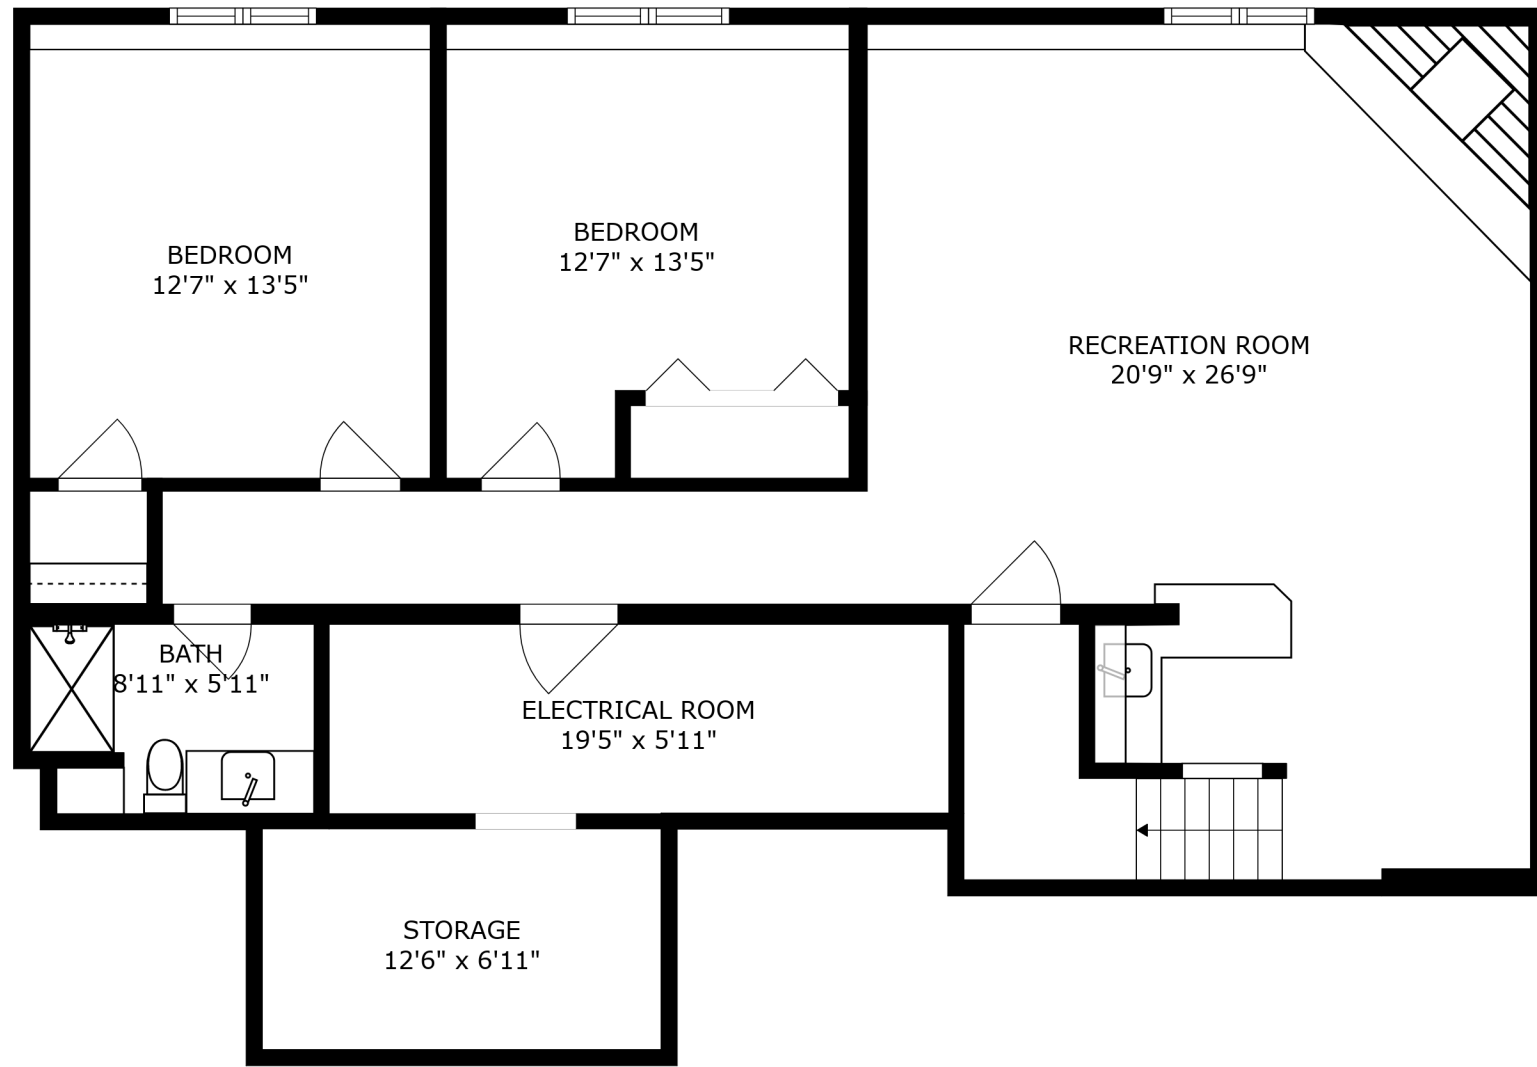 BEDROOM
12'7" x 13'5"
BEDROOM
12'7" x 13'5"
RECREATION ROOM
20'9" x 26'9"
BATH
8'11" x 5'11"
ELECTRICAL ROOM
19'5" x 5'11"
STORAGE
12'6" x 6'11"